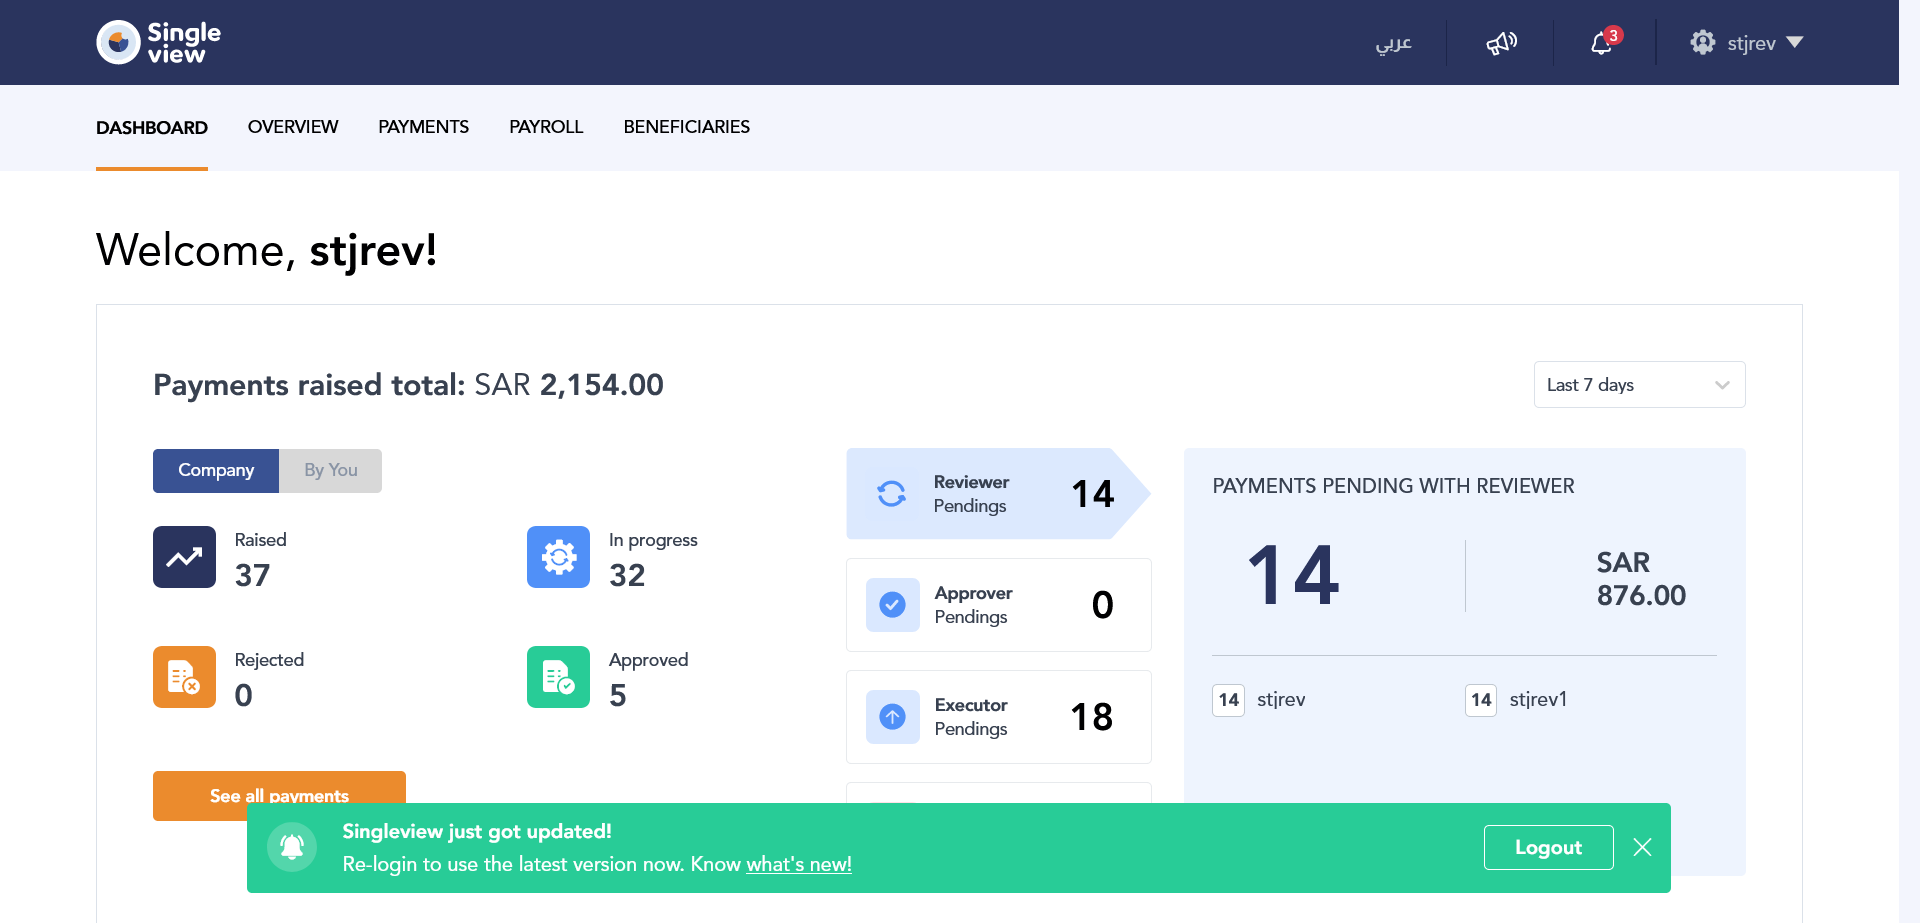 Single
view
عربي
3
stjrev
DASHBOARD
OVERVIEW
PAYMENTS
PAYROLL
BENEFICIARIES
Welcome, stjrev!
Payments raised total: SAR 2,154.00
Last 7 days
Company
By You
Raised
37
In progress
32
Rejected
0
Approved
5
See all payments
Reviewer
Pendings
14
Approver
Pendings
0
Executor
Pendings
18
PAYMENTS PENDING WITH REVIEWER
14
SAR
876.00
14 stjrev
14 stjrev1
Singleview just got updated!
Re-login to use the latest version now. Know what's new!
Logout